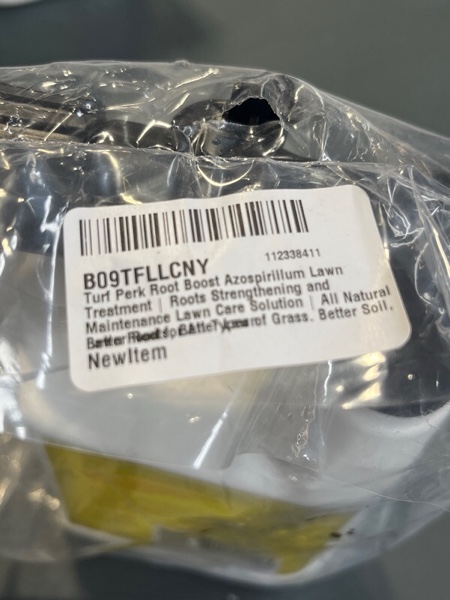 112338411
B09TFLLCNY
Turf Perk Root Boost Azospirillum Lawn
Treatment | Roots Strengthening and
Maintenance Lawn Care Solution | All Natural
of Grass. Better Soil.
NewItem